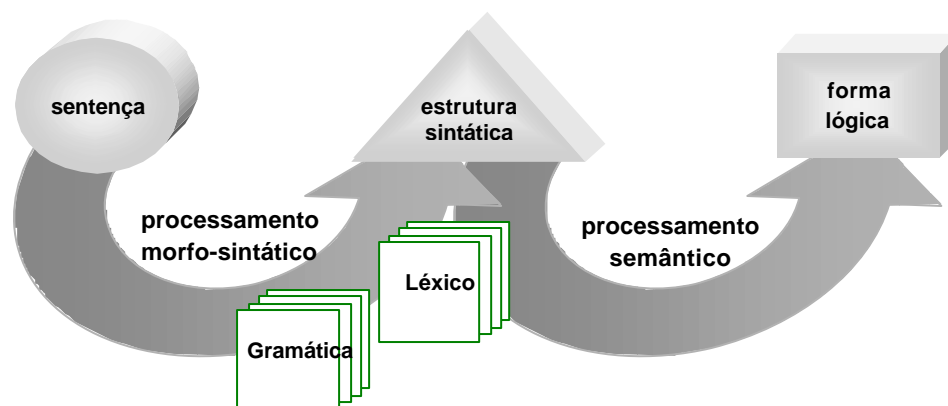 sentença
estrutura
sintática
forma
lógica
processamento
morfo-sintático
processamento
semântico
Léxico
Gramática